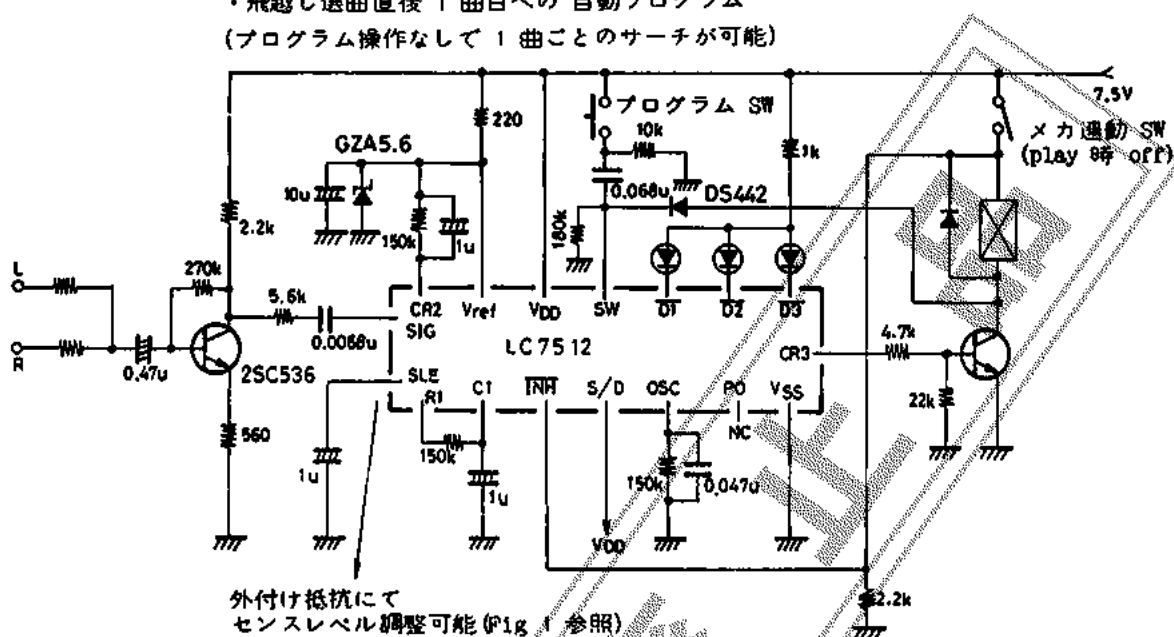 ・飛越し選曲直後 1 曲目への 自動プログラム
(プログラム操作なしで 1 曲ごとのサーチが可能)
7.5V
プログラム SW
メカ連動 SW
(play 時 off)
220
10k
1k
GZA5.6
10u
0.068u
DS442
2.2k
150k
1u
180k
270k
L
5.6k
CR2
Vref
VDD
SW
D1
D2
D3
SIG
0.0068u
LC7512
CR3
4.7k
R
0.47u
2SC536
SLE
R1
C1
INH
S/D
OSC
PO
VSS
22k
NC
560
150k
1u
1u
150k
0.047u
VDD
2.2k
外付け抵抗にて
センスレベル調整可能 (Fig 1 参照)